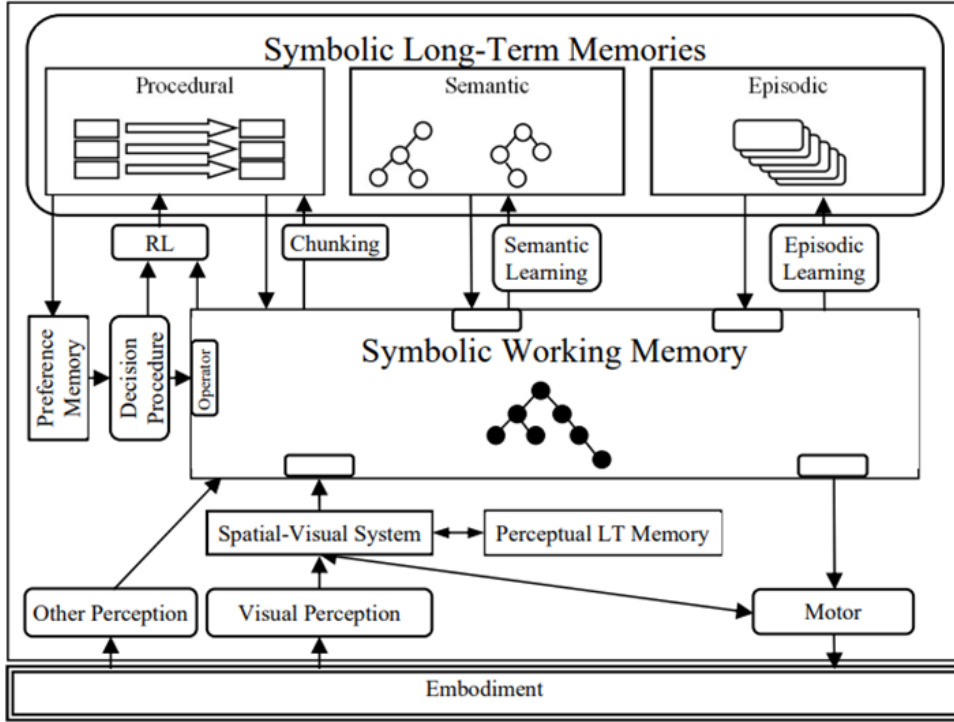 Symbolic Long-Term Memories
Procedural
Semantic
Episodic
RL
Chunking
Semantic
Learning
Episodic
Learning
Preference
Memory
Decision
Procedure
Operator
Symbolic Working Memory
Spatial-Visual System
Perceptual LT Memory
Other Perception
Visual Perception
Motor
Embodiment